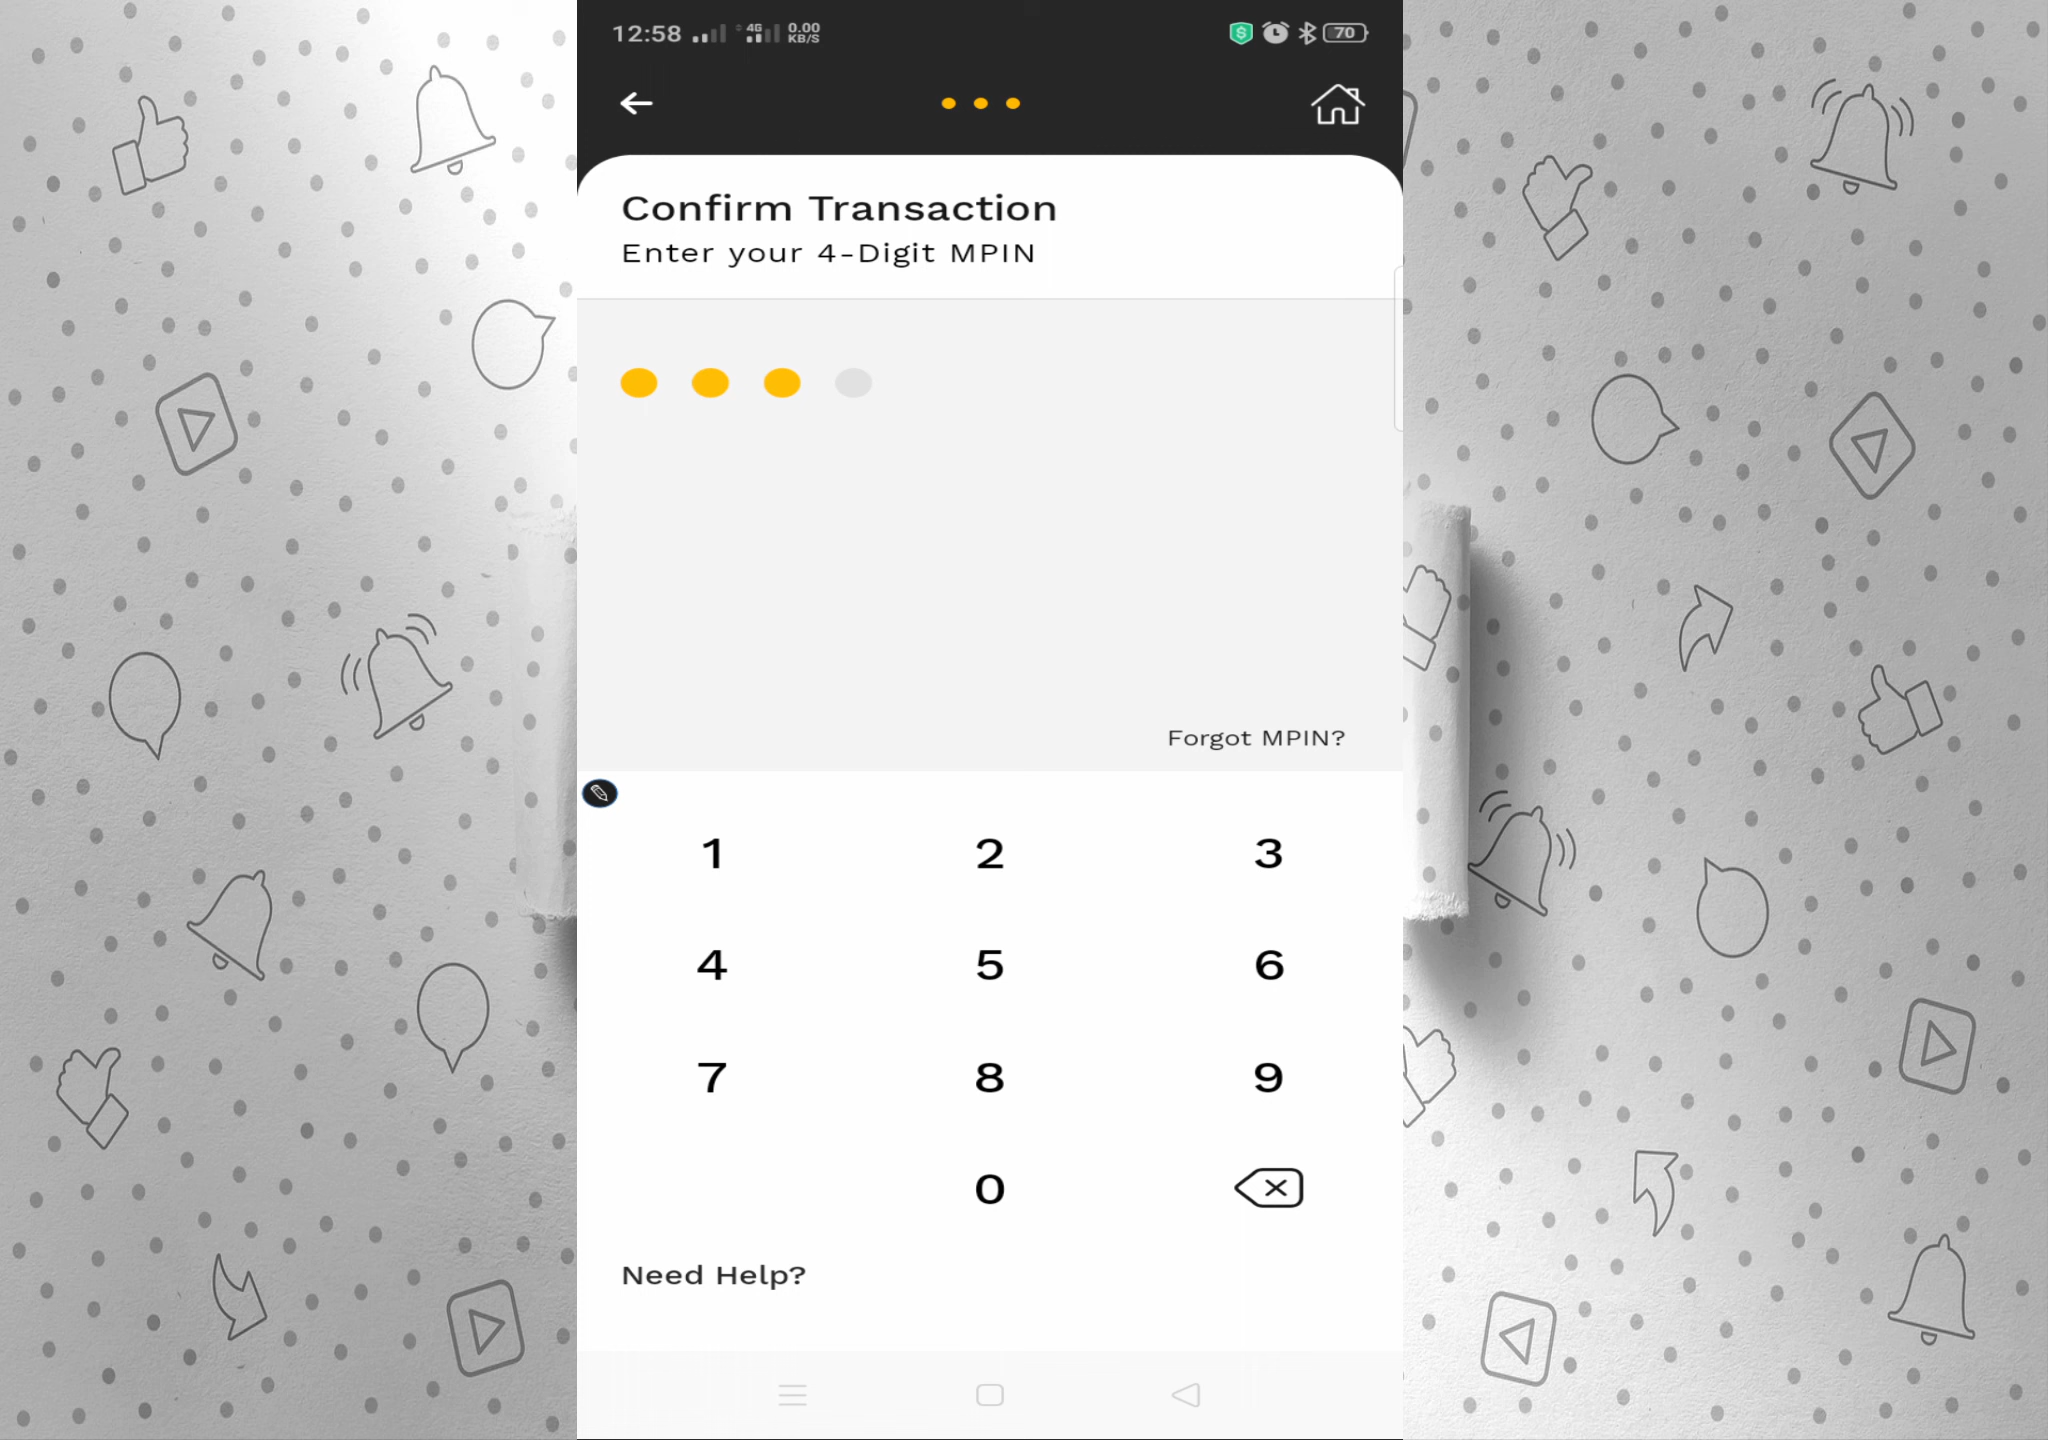 12:58 4G 0.00 KB/S 70
Confirm Transaction
Enter your 4-Digit MPIN
Forgot MPIN?
1 2 3
4 5 6
7 8 9
0
Need Help?